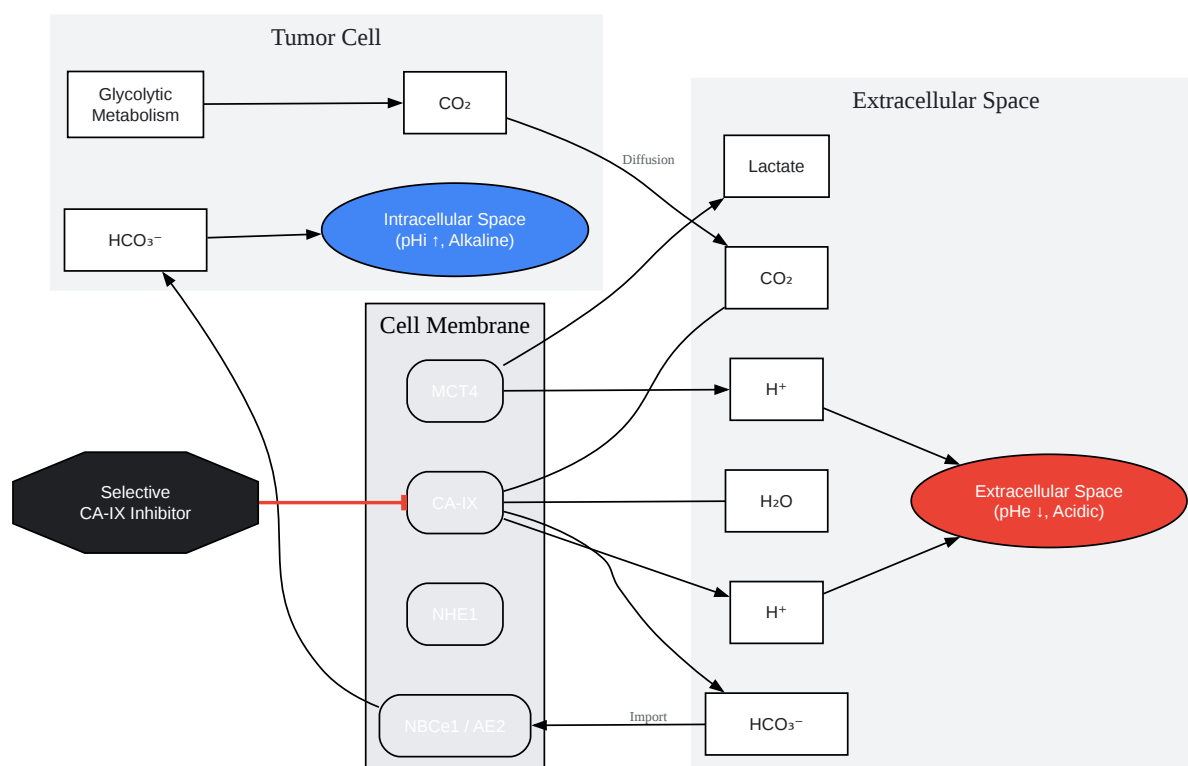 Tumor Cell
Glycolytic
Metabolism
CO₂
HCO₃⁻
Intracellular Space
(pHi ↑, Alkaline)
Diffusion
Extracellular Space
Lactate
CO₂
H⁺
H₂O
H⁺
HCO₃⁻
Extracellular Space
(pHe ↓, Acidic)
Cell Membrane
MCT4
CA-IX
NHE1
NBCe1 / AE2
Import
Selective
CA-IX Inhibitor